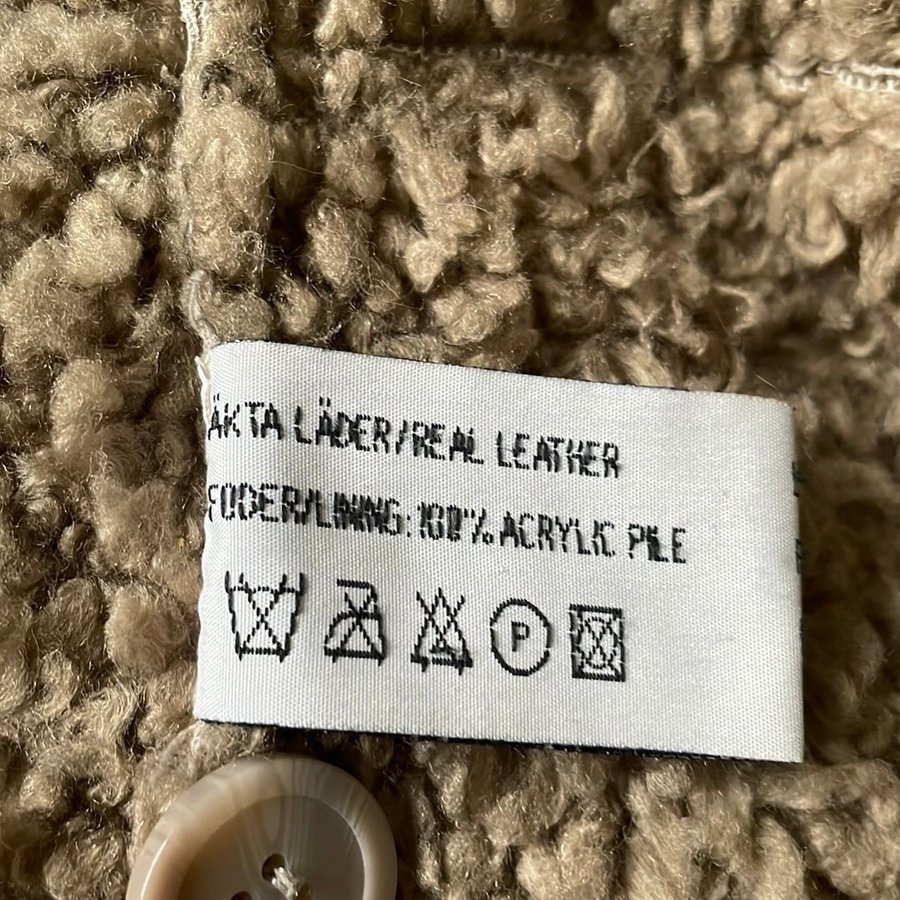 ÄKTA LÄDER/REAL LEATHER
FODER/LINING: 100% ACRYLIC PILE
P